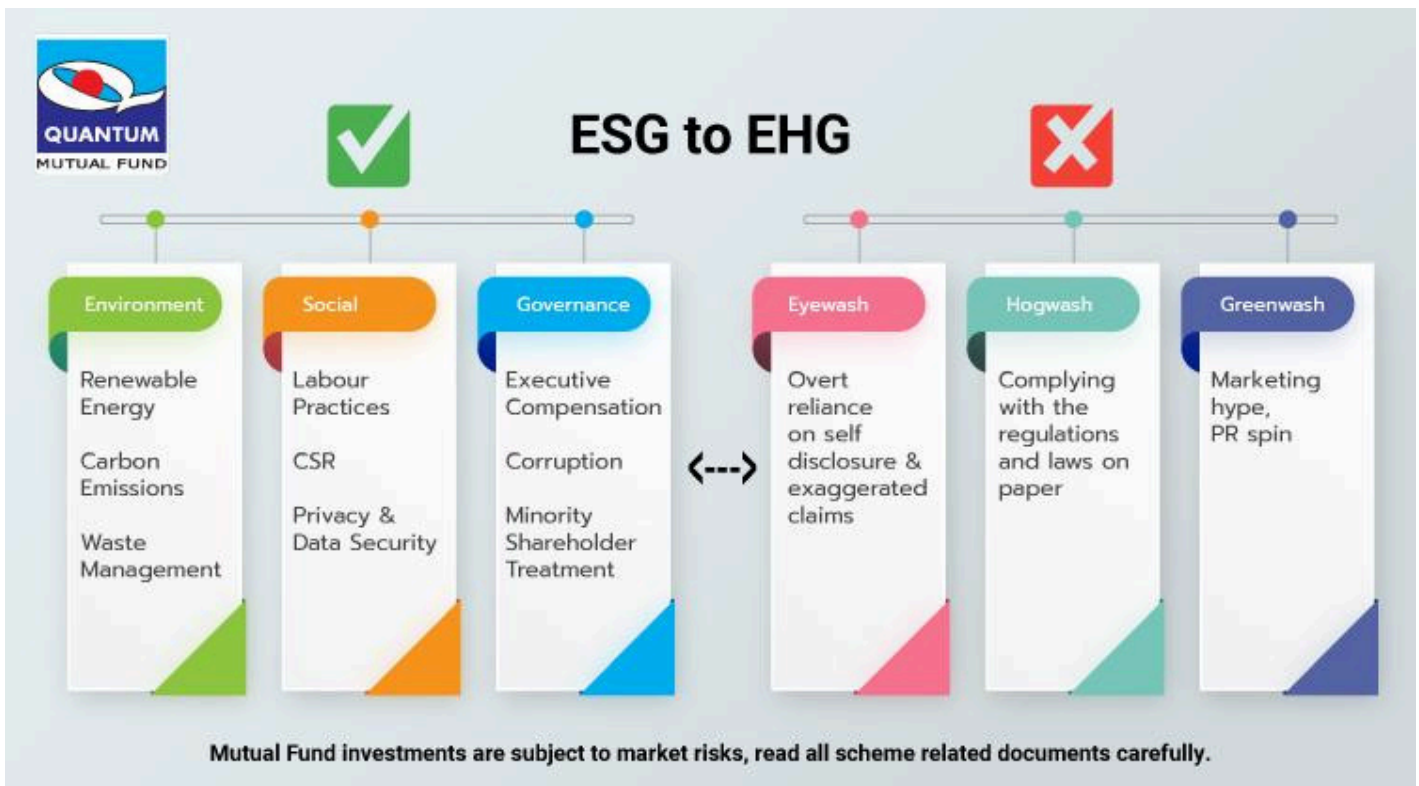 QUANTUM
MUTUAL FUND
ESG to EHG
Environment
Renewable
Energy
Carbon
Emissions
Waste
Management
Social
Labour
Practices
CSR
Privacy &
Data Security
Governance
Executive
Compensation
Corruption
Minority
Shareholder
Treatment
<--->
Eyewash
Overt
reliance
on self
disclosure &
exaggerated
claims
Hogwash
Complying
with the
regulations
and laws on
paper
Greenwash
Marketing
hype,
PR spin
Mutual Fund investments are subject to market risks, read all scheme related documents carefully.